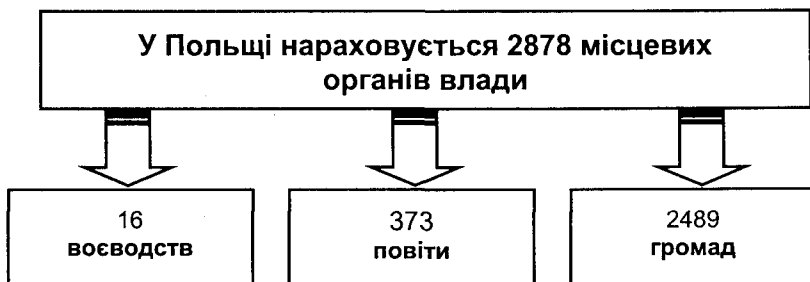 У Польщі нараховується 2878 місцевих
органів влади
16
воєводств
373
повіти
2489
громад